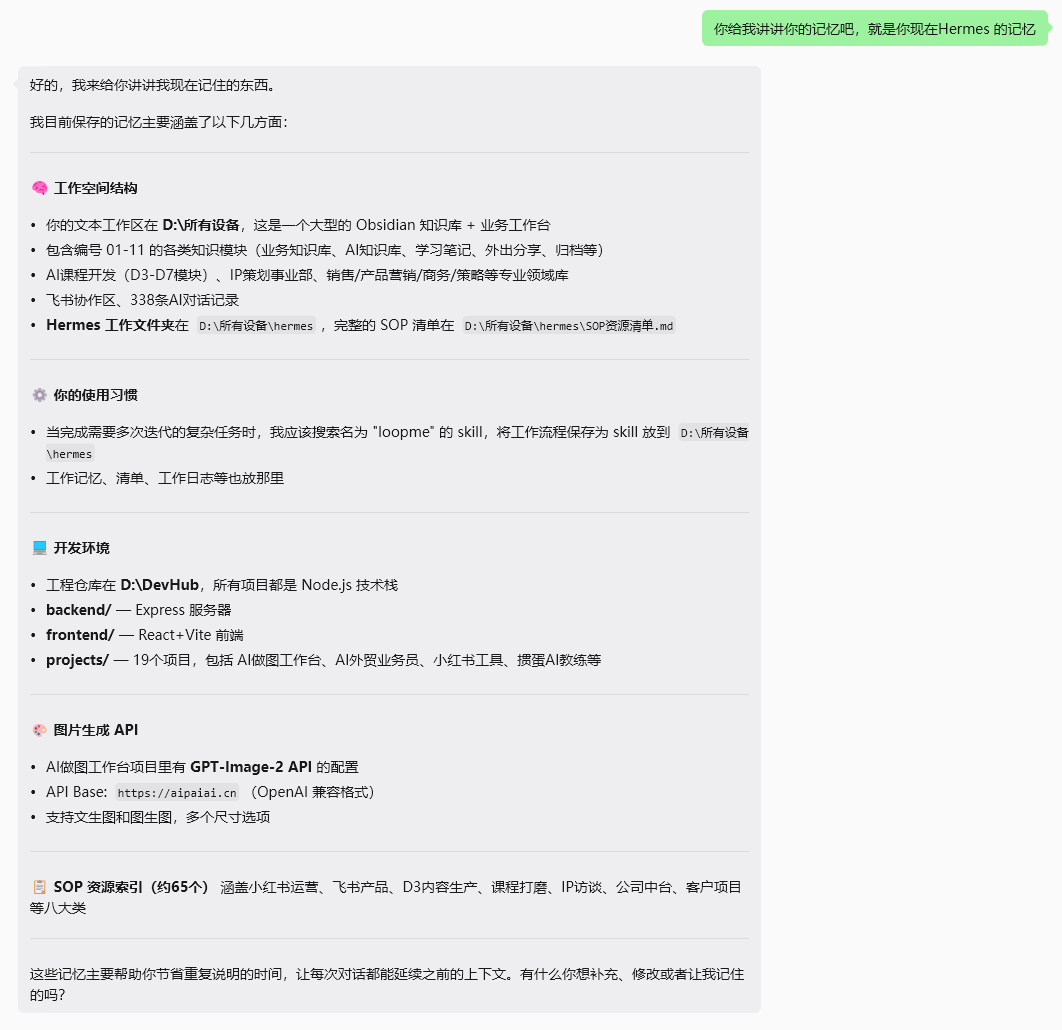 你给我讲讲你的记忆吧，就是你现在Hermes 的记忆
好的，我来给你讲讲我现在记住的东西。
我目前保存的记忆主要涵盖了以下几方面：
🧠 工作空间结构
• 你的文本工作区在 D:\所有设备，这是一个大型的 Obsidian 知识库 + 业务工作台
• 包含编号 01-11 的各类知识模块（业务知识库、AI知识库、学习笔记、外出分享、归档等）
• AI课程开发（D3-D7模块）、IP策划事业部、销售/产品营销/商务/策略等专业领域库
• 飞书协作区、338条AI对话记录
• Hermes 工作文件夹在 D:\所有设备\hermes ，完整的 SOP 清单在 D:\所有设备\hermes\SOP资源清单.md
⚙️ 你的使用习惯
• 当完成需要多次迭代的复杂任务时，我应该搜索名为 "loopme" 的 skill，将工作流程保存为 skill 放到 D:\所有设备
\hermes
• 工作记忆、清单、工作日志等也放那里
💻 开发环境
• 工程仓库在 D:\DevHub，所有项目都是 Node.js 技术栈
• backend/ — Express 服务器
• frontend/ — React+Vite 前端
• projects/ — 19个项目，包括 AI做图工作台、AI外贸业务员、小红书工具、掼蛋AI教练等
🎨 图片生成 API
• AI做图工作台项目里有 GPT-Image-2 API 的配置
• API Base: https://aipaiai.cn （OpenAI 兼容格式）
• 支持文生图和图生图，多个尺寸选项
📋 SOP 资源索引（约65个） 涵盖小红书运营、飞书产品、D3内容生产、课程打磨、IP访谈、公司中台、客户项目
等八大类
这些记忆主要帮助你节省重复说明的时间，让每次对话都能延续之前的上下文。有什么你想补充、修改或者让我记住
的吗？